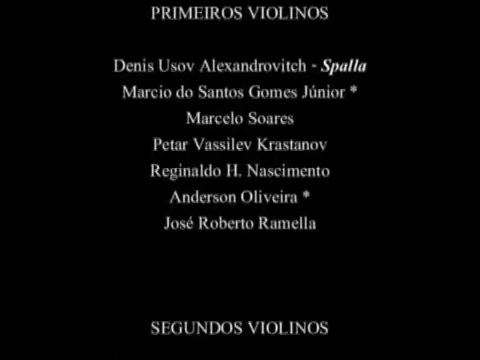 PRIMEIROS VIOLINOS
Denis Usov Alexandrovitch - Spalla
Marcio do Santos Gomes Júnior *
Marcelo Soares
Petar Vassilev Krastanov
Reginaldo H. Nascimento
Anderson Oliveira *
José Roberto Ramella
SEGUNDOS VIOLINOS